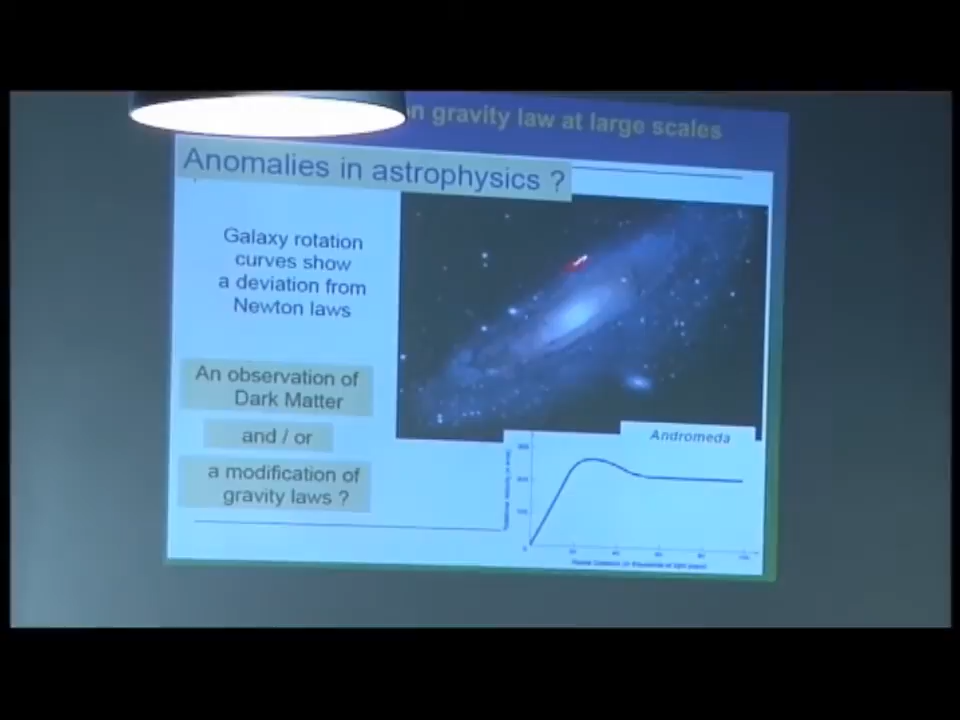 gravity law at large scales
Anomalies in astrophysics ?
Galaxy rotation
curves show
a deviation from
Newton laws
An observation of
Dark Matter
and / or
a modification of
gravity laws ?
Andromeda